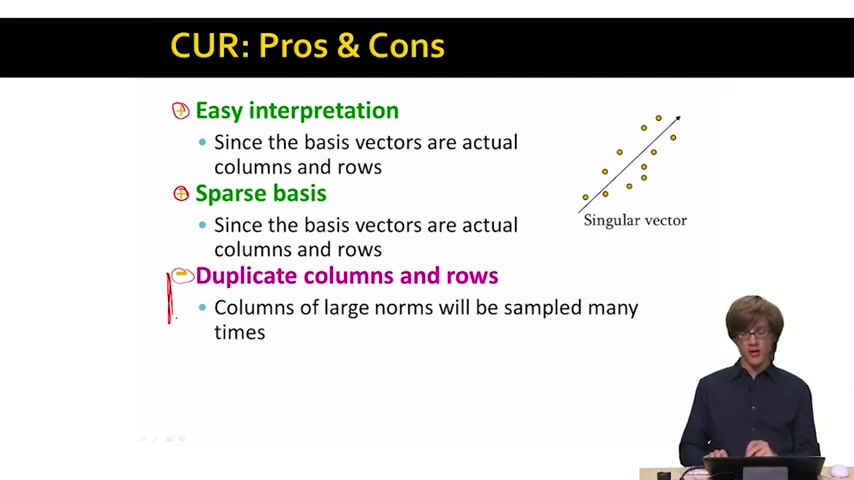 CUR: Pros & Cons
+ Easy interpretation
• Since the basis vectors are actual
columns and rows
+ Sparse basis
• Since the basis vectors are actual
columns and rows
Singular vector
- Duplicate columns and rows
• Columns of large norms will be sampled many
times